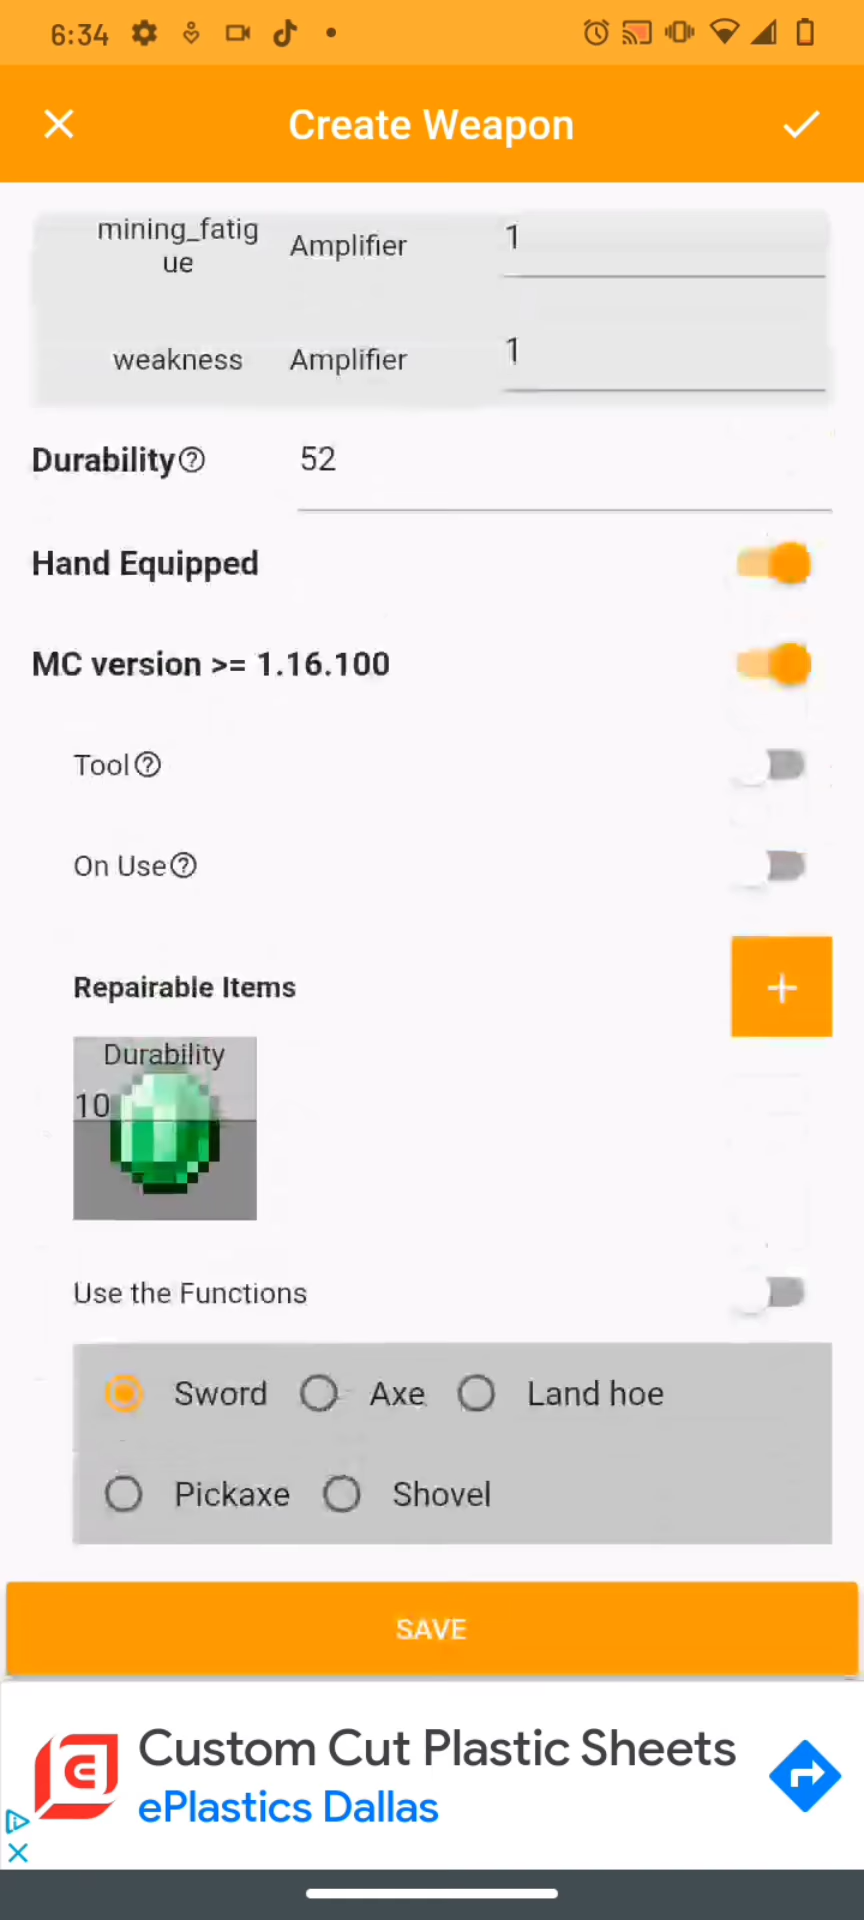 6:34
Create Weapon
mining_fatig
ue
Amplifier
1
weakness
Amplifier
1
Durability
52
Hand Equipped
MC version >= 1.16.100
Tool
On Use
Repairable Items
+
Durability
10
Use the Functions
Sword
Axe
Land hoe
Pickaxe
Shovel
SAVE
Custom Cut Plastic Sheets
ePlastics Dallas